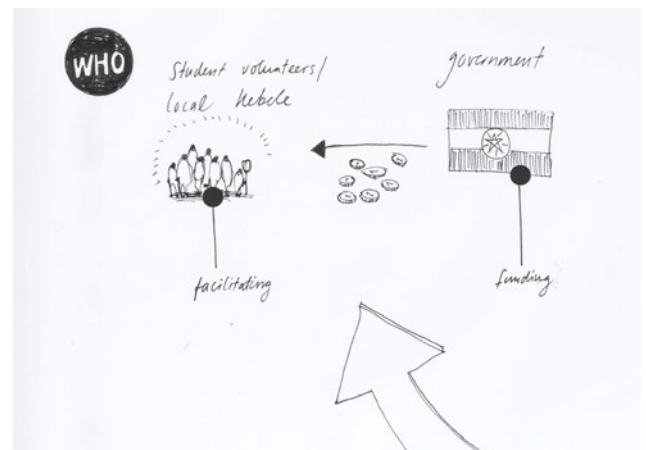 WHO
Student volunteers/
local Kebele
government
facilitating
funding